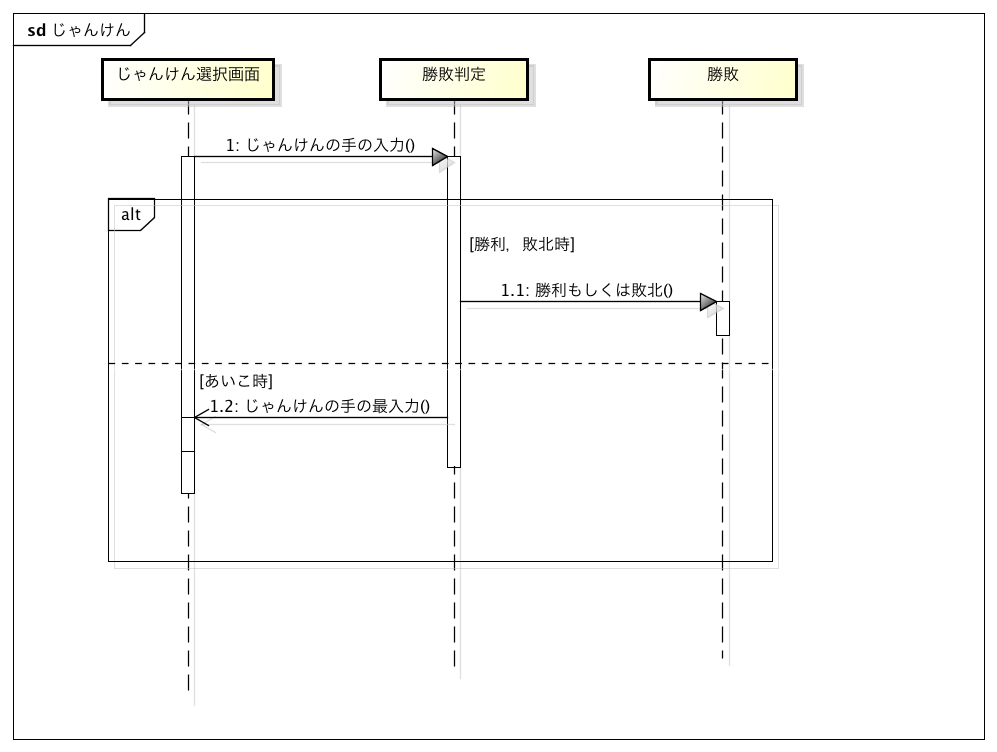 sd じゃんけん
じゃんけん選択画面
勝敗判定
勝敗
1: じゃんけんの手の入力()
alt
[勝利，敗北時]
1.1: 勝利もしくは敗北()
[あいこ時]
1.2: じゃんけんの手の最入力()